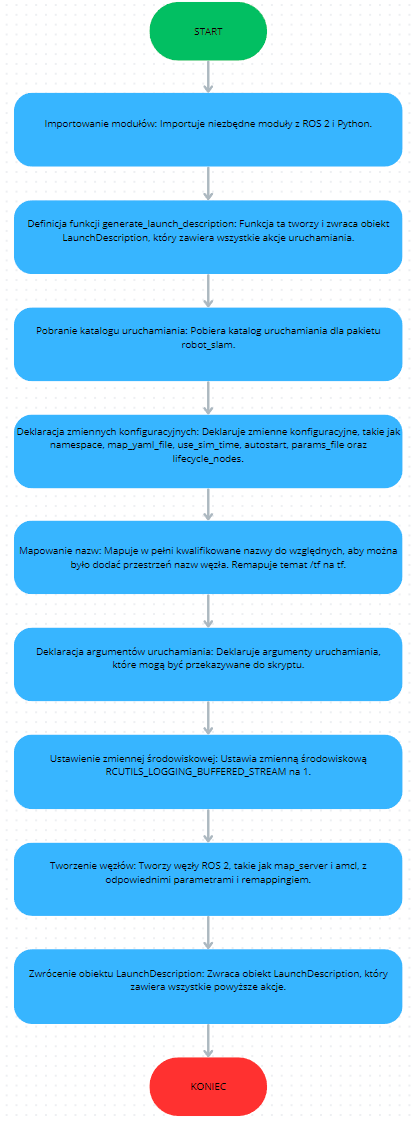 START
Importowanie modułów: Importuje niezbędne moduły z ROS 2 i Python.
Definicja funkcji generate_launch_description: Funkcja ta tworzy i zwraca obiekt
LaunchDescription, który zawiera wszystkie akcje uruchamiania.
Pobranie katalogu uruchamiania: Pobiera katalog uruchamiania dla pakietu
robot_slam.
Deklaracja zmiennych konfiguracyjnych: Deklaruje zmienne konfiguracyjne, takie jak
namespace, map_yaml_file, use_sim_time, autostart, params_file oraz
lifecycle_nodes.
Mapowanie nazw: Mapuje w pełni kwalifikowane nazwy do względnych, aby można
było dodać przestrzeń nazw węzła. Remapuje temat /tf na tf.
Deklaracja argumentów uruchamiania: Deklaruje argumenty uruchamiania,
które mogą być przekazywane do skryptu.
Ustawienie zmiennej środowiskowej: Ustawia zmienną środowiskową
RCUTILS_LOGGING_BUFFERED_STREAM na 1.
Tworzenie węzłów: Tworzy węzły ROS 2, takie jak map_server i amcl, z
odpowiednimi parametrami i remappingiem.
Zwrócenie obiektu LaunchDescription: Zwraca obiekt LaunchDescription, który
zawiera wszystkie powyższe akcje.
KONIEC